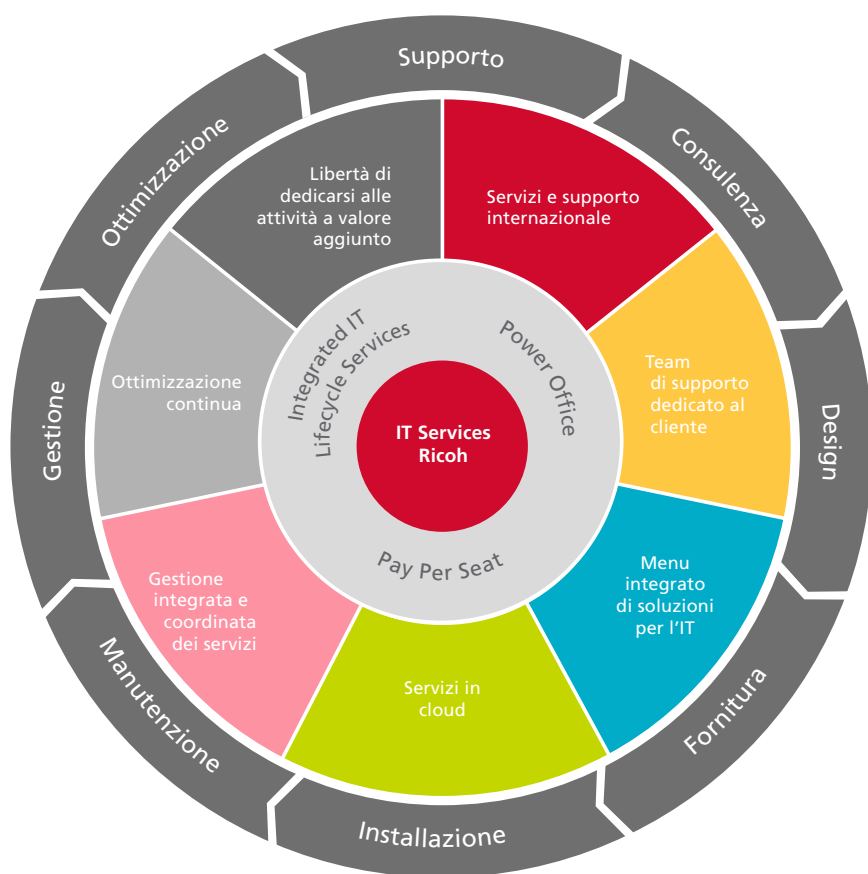 Supporto
Consulenza
Design
Fornitura
Installazione
Manutenzione
Gestione
Ottimizzazione
Libertà di
dedicarsi alle
attività a valore
aggiunto
Servizi e supporto
internazionale
Team
di supporto
dedicato al
cliente
Menu
integrato
di soluzioni
per l'IT
Servizi in
cloud
Gestione
integrata e
coordinata
dei servizi
Ottimizzazione
continua
Integrated IT
Lifecycle Services
Power Office
Pay Per Seat
IT Services
Ricoh